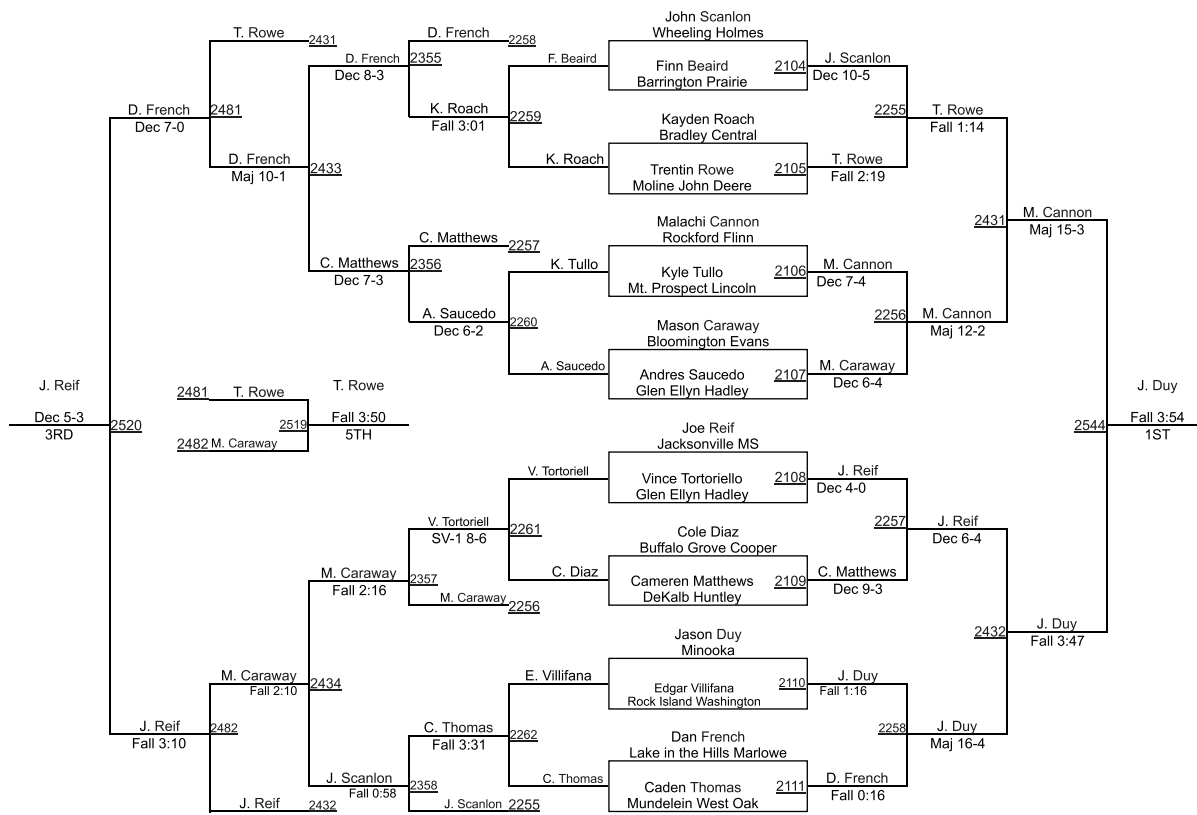 John Scanlon
Wheeling Holmes
T. Rowe
2431
D. French
2258
D. French
2355
Dec 8-3
F. Beaird
Finn Beaird
2104
Barrington Prairie
J. Scanlon
Dec 10-5
D. French
2481
Dec 7-0
K. Roach
2259
Fall 3:01
Kayden Roach
Bradley Central
2255
T. Rowe
Fall 1:14
D. French
2433
Maj 10-1
K. Roach
Trentin Rowe
2105
Moline John Deere
T. Rowe
Fall 2:19
Malachi Cannon
Rockford Flinn
2431
M. Cannon
Maj 15-3
C. Matthews
2257
C. Matthews
2356
Dec 7-3
K. Tullo
Kyle Tullo
2106
Mt. Prospect Lincoln
M. Cannon
Dec 7-4
A. Saucedo
2260
Dec 6-2
Mason Caraway
Bloomington Evans
2256
M. Cannon
Maj 12-2
A. Saucedo
Andres Saucedo
2107
Glen Ellyn Hadley
M. Caraway
Dec 6-4
J. Reif
Dec 5-3
3RD
2520
2481
T. Rowe
2482
M. Caraway
2519
T. Rowe
Fall 3:50
5TH
2544
J. Duy
Fall 3:54
1ST
Joe Reif
Jacksonville MS
V. Tortoriell
Vince Tortoriello
2108
Glen Ellyn Hadley
J. Reif
Dec 4-0
V. Tortoriell
2261
SV-1 8-6
Cole Diaz
Buffalo Grove Cooper
2257
J. Reif
Dec 6-4
M. Caraway
2357
Fall 2:16
C. Diaz
Cameren Matthews
2109
DeKalb Huntley
C. Matthews
Dec 9-3
M. Caraway
2256
Jason Duy
Minooka
2432
J. Duy
Fall 3:47
M. Caraway
2434
Fall 2:10
E. Villifana
Edgar Villifana
2110
Rock Island Washington
J. Duy
Fall 1:16
J. Reif
2482
Fall 3:10
C. Thomas
2262
Fall 3:31
Dan French
Lake in the Hills Marlowe
2258
J. Duy
Maj 16-4
J. Scanlon
2358
Fall 0:58
C. Thomas
Caden Thomas
2111
Mundelein West Oak
D. French
Fall 0:16
J. Reif
2432
J. Scanlon
2255